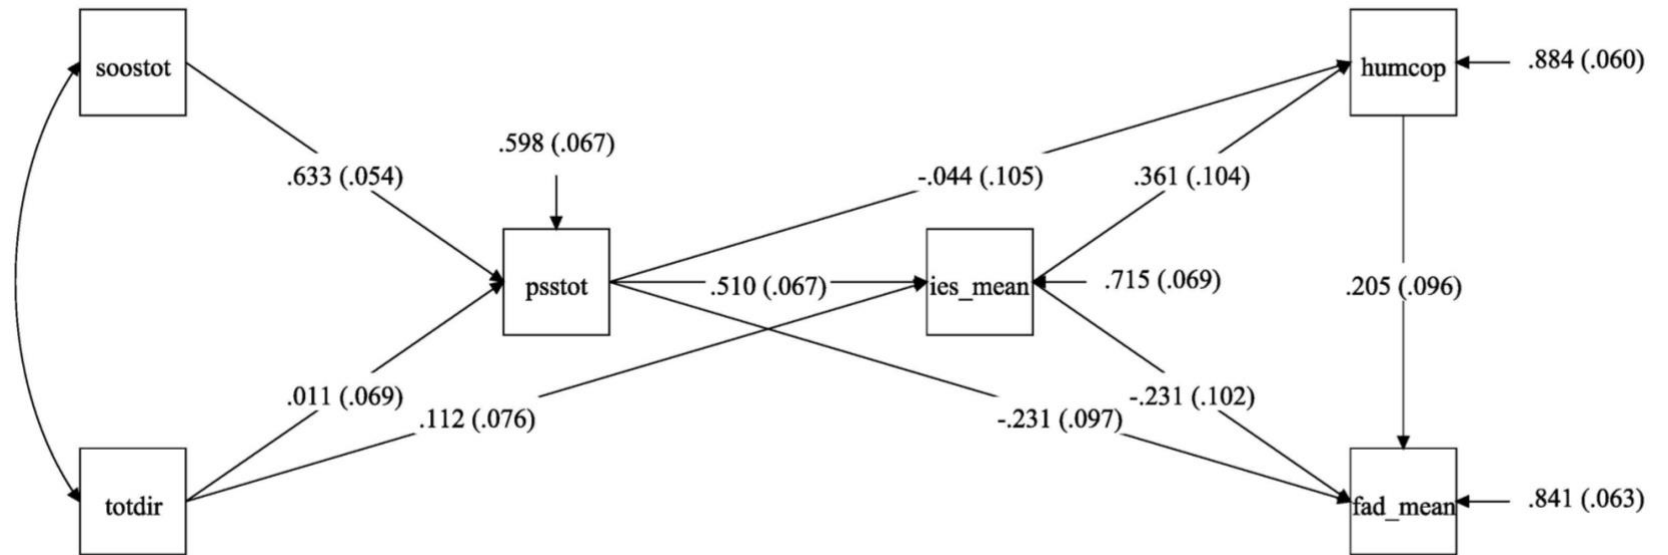 soostot
humcop
.884 (.060)
.598 (.067)
.633 (.054)
-.044 (.105)
.361 (.104)
psstot
.510 (.067)
ies_mean
.715 (.069)
.205 (.096)
.011 (.069)
.112 (.076)
-.231 (.102)
-.231 (.097)
totdir
fad_mean
.841 (.063)